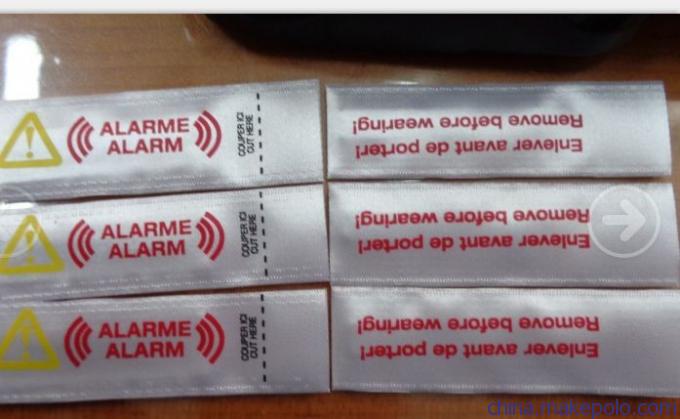 ALARME
ALARM
COUPER ICI
CUT HERE
Enlever avant de porter!
Remove before wearing!
ALARME
ALARM
COUPER ICI
CUT HERE
Enlever avant de porter!
Remove before wearing!
ALARME
ALARM
COUPER ICI
CUT HERE
Enlever avant de porter!
Remove before wearing!
china.makepolo.com